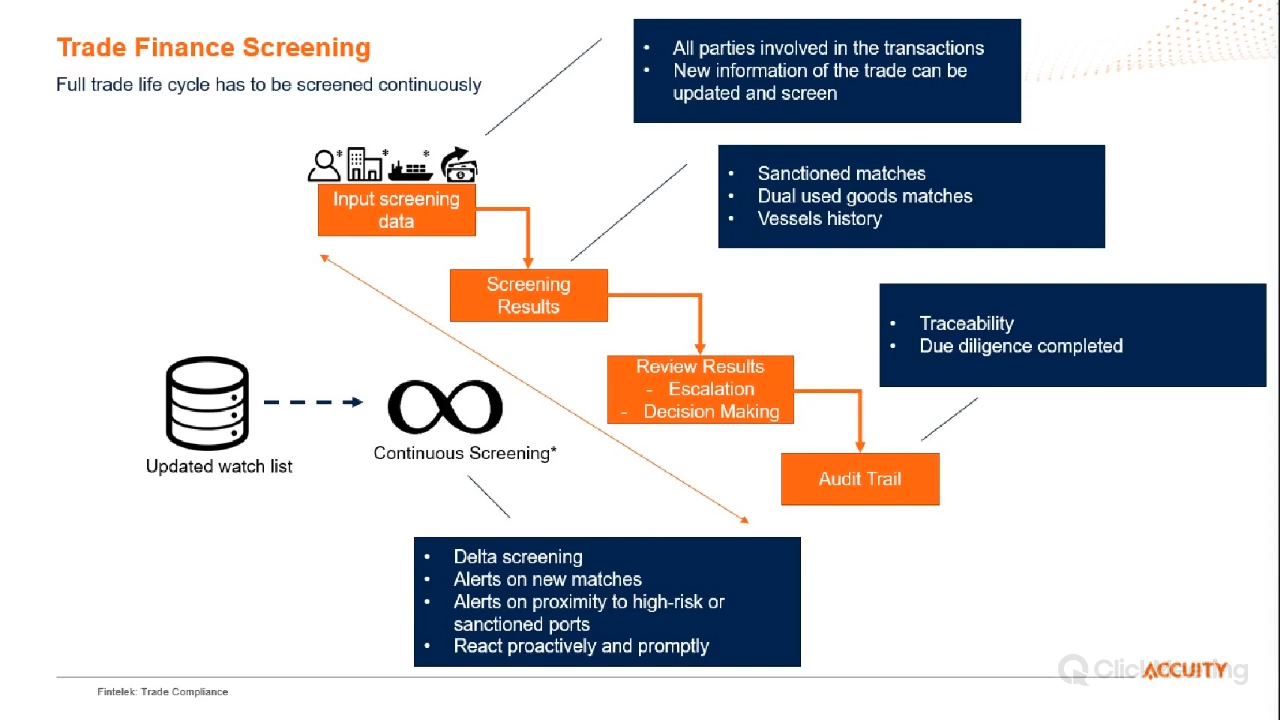 Trade Finance Screening
Full trade life cycle has to be screened continuously
• All parties involved in the transactions
• New information of the trade can be
updated and screen
* * *
Input screening
data
• Sanctioned matches
• Dual used goods matches
• Vessels history
Screening
Results
• Traceability
• Due diligence completed
Review Results
- Escalation
- Decision Making
Audit Trail
Updated watch list
Continuous Screening*
• Delta screening
• Alerts on new matches
• Alerts on proximity to high-risk or
sanctioned ports
• React proactively and promptly
ACCUITY
Fintelek: Trade Compliance